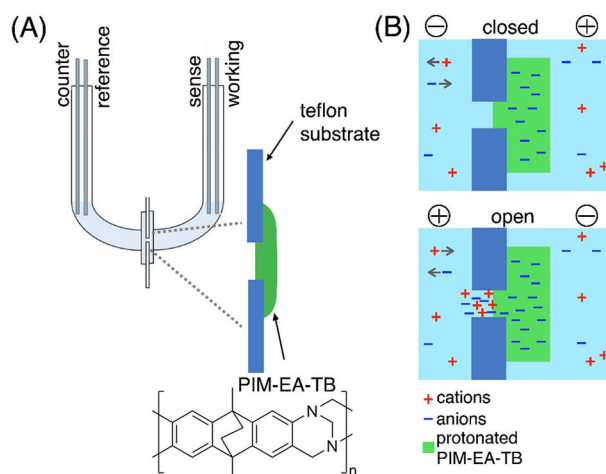 (A)
counter
reference
sense
working
teflon
substrate
PIM-EA-TB
N
N
n
(B)
− closed +
+ open −
+ cations
− anions
protonated
PIM-EA-TB